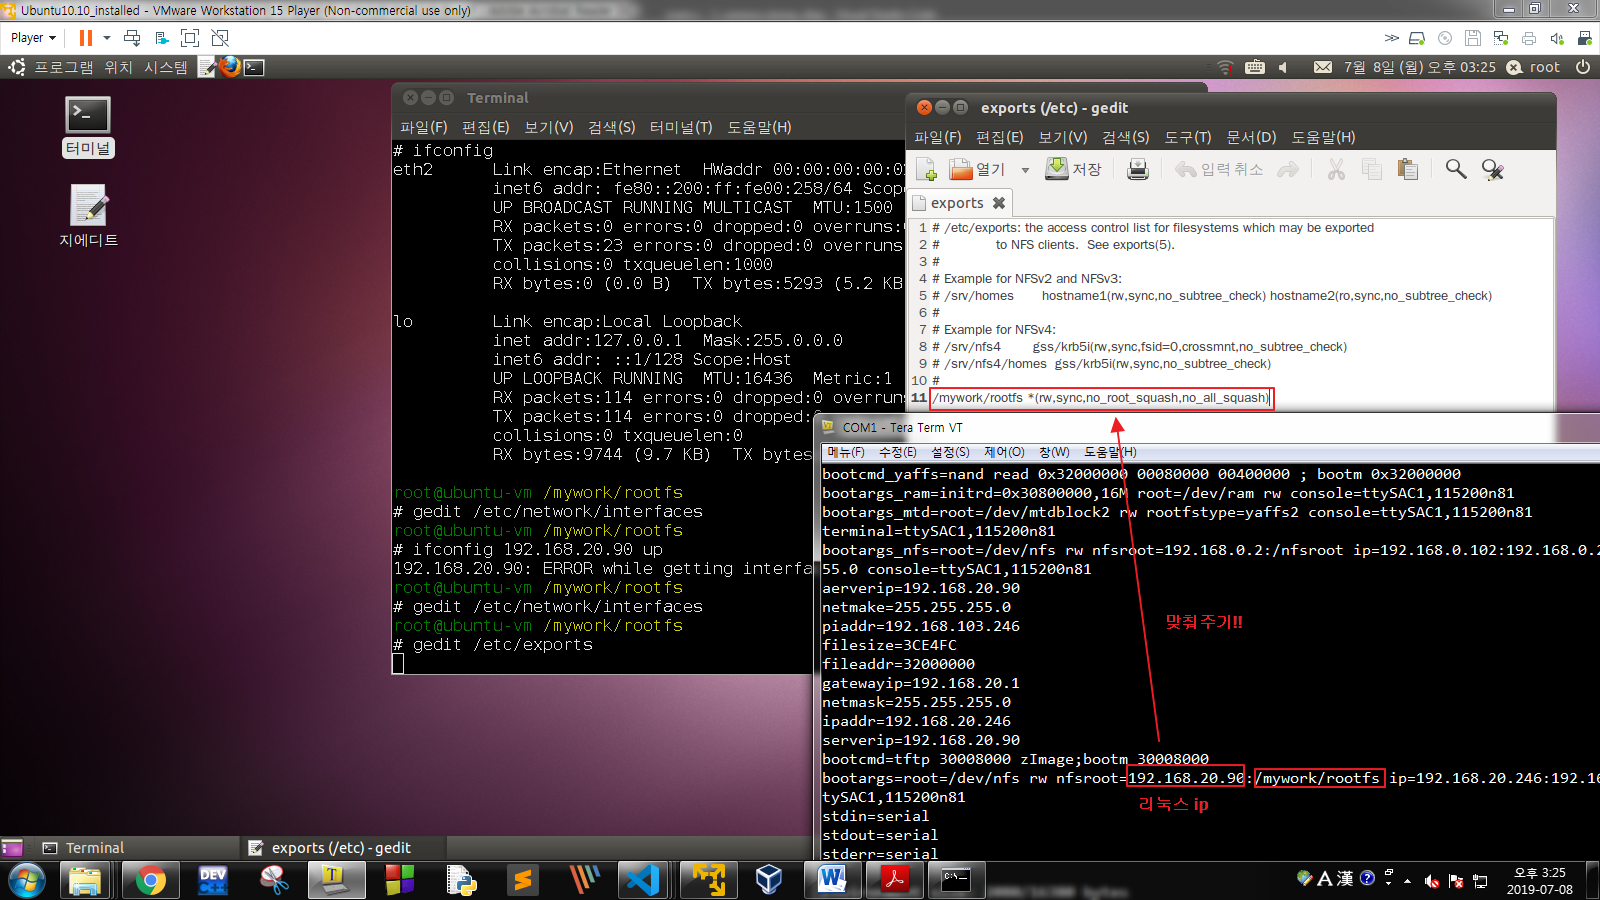 Ubuntu10.10_installed - VMware Workstation 15 Player (Non-commercial use only)
Player
프로그램 위치 시스템
7월 8일 (월) 오후 03:25 root
터미널
지에디트
Terminal
파일(F) 편집(E) 보기(V) 검색(S) 터미널(T) 도움말(H)
# ifconfig
eth2 Link encap:Ethernet HWaddr 00:00:00:00:0
inet6 addr: fe80::200:ff:fe00:258/64 Scop
UP BROADCAST RUNNING MULTICAST MTU:1500
RX packets:0 errors:0 dropped:0 overruns:
TX packets:23 errors:0 dropped:0 overruns
collisions:0 txqueuelen:1000
RX bytes:0 (0.0 B) TX bytes:5293 (5.2 KB
lo Link encap:Local Loopback
inet addr:127.0.0.1 Mask:255.0.0.0
inet6 addr: ::1/128 Scope:Host
UP LOOPBACK RUNNING MTU:16436 Metric:1
RX packets:114 errors:0 dropped:0 overrun
TX packets:114 errors:0 dropped:
collisions:0 txqueuelen:0
RX bytes:9744 (9.7 KB) TX bytes
root@ubuntu-vm /mywork/rootfs
# gedit /etc/network/interfaces
root@ubuntu-vm /mywork/rootfs
# ifconfig 192.168.20.90 up
192.168.20.90: ERROR while getting interfa
root@ubuntu-vm /mywork/rootfs
# gedit /etc/network/interfaces
root@ubuntu-vm /mywork/rootfs
# gedit /etc/exports
exports (/etc) - gedit
파일(F) 편집(E) 보기(V) 검색(S) 도구(T) 문서(D) 도움말(H)
열기 저장 입력 취소
exports
1 # /etc/exports: the access control list for filesystems which may be exported
2 # to NFS clients. See exports(5).
3 #
4 # Example for NFSv2 and NFSv3:
5 # /srv/homes hostname1(rw,sync,no_subtree_check) hostname2(ro,sync,no_subtree_check)
6 #
7 # Example for NFSv4:
8 # /srv/nfs4 gss/krb5i(rw,sync,fsid=0,crossmnt,no_subtree_check)
9 # /srv/nfs4/homes gss/krb5i(rw,sync,no_subtree_check)
10 #
11 /mywork/rootfs *(rw,sync,no_root_squash,no_all_squash)
COM1 - Tera Term VT
메뉴(F) 수정(E) 설정(S) 제어(O) 창(W) 도움말(H)
bootcmd_yaffs=nand read 0x32000000 00080000 00400000 ; bootm 0x32000000
bootargs_ram=initrd=0x30800000,16M root=/dev/ram rw console=ttySAC1,115200n81
bootargs_mtd=root=/dev/mtdblock2 rw rootfstype=yaffs2 console=ttySAC1,115200n81
terminal=ttySAC1,115200n81
bootargs_nfs=root=/dev/nfs rw nfsroot=192.168.0.2:/nfsroot ip=192.168.0.102:192.168.0.2
55.0 console=ttySAC1,115200n81
aerverip=192.168.20.90
netmake=255.255.255.0
piaddr=192.168.103.246
filesize=3CE4FC
fileaddr=32000000
gatewayip=192.168.20.1
netmask=255.255.255.0
ipaddr=192.168.20.246
serverip=192.168.20.90
bootcmd=tftp 30008000 zImage;bootm 30008000
bootargs=root=/dev/nfs rw nfsroot=192.168.20.90:/mywork/rootfs ip=192.168.20.246:192.16
tySAC1,115200n81
stdin=serial
stdout=serial
stderr=serial
맞춰주기!!
리눅스 ip
Terminal
exports (/etc) - gedit
DEV
C++
A 漢
오후 3:25
2019-07-08